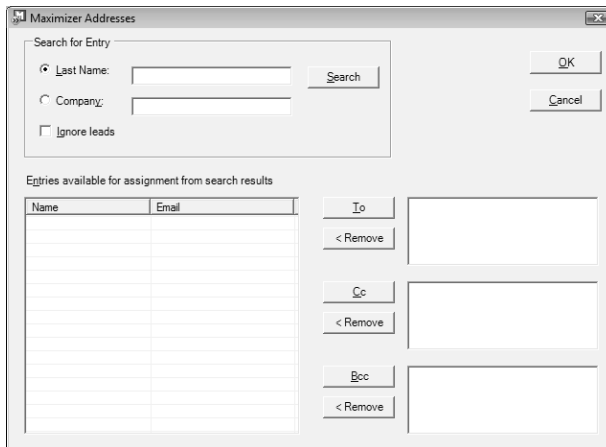 Maximizer Addresses
Search for Entry
Last Name:
Search
OK
Company:
Cancel
Ignore leads
Entries available for assignment from search results
Name Email
To
< Remove
Cc
< Remove
Bcc
< Remove